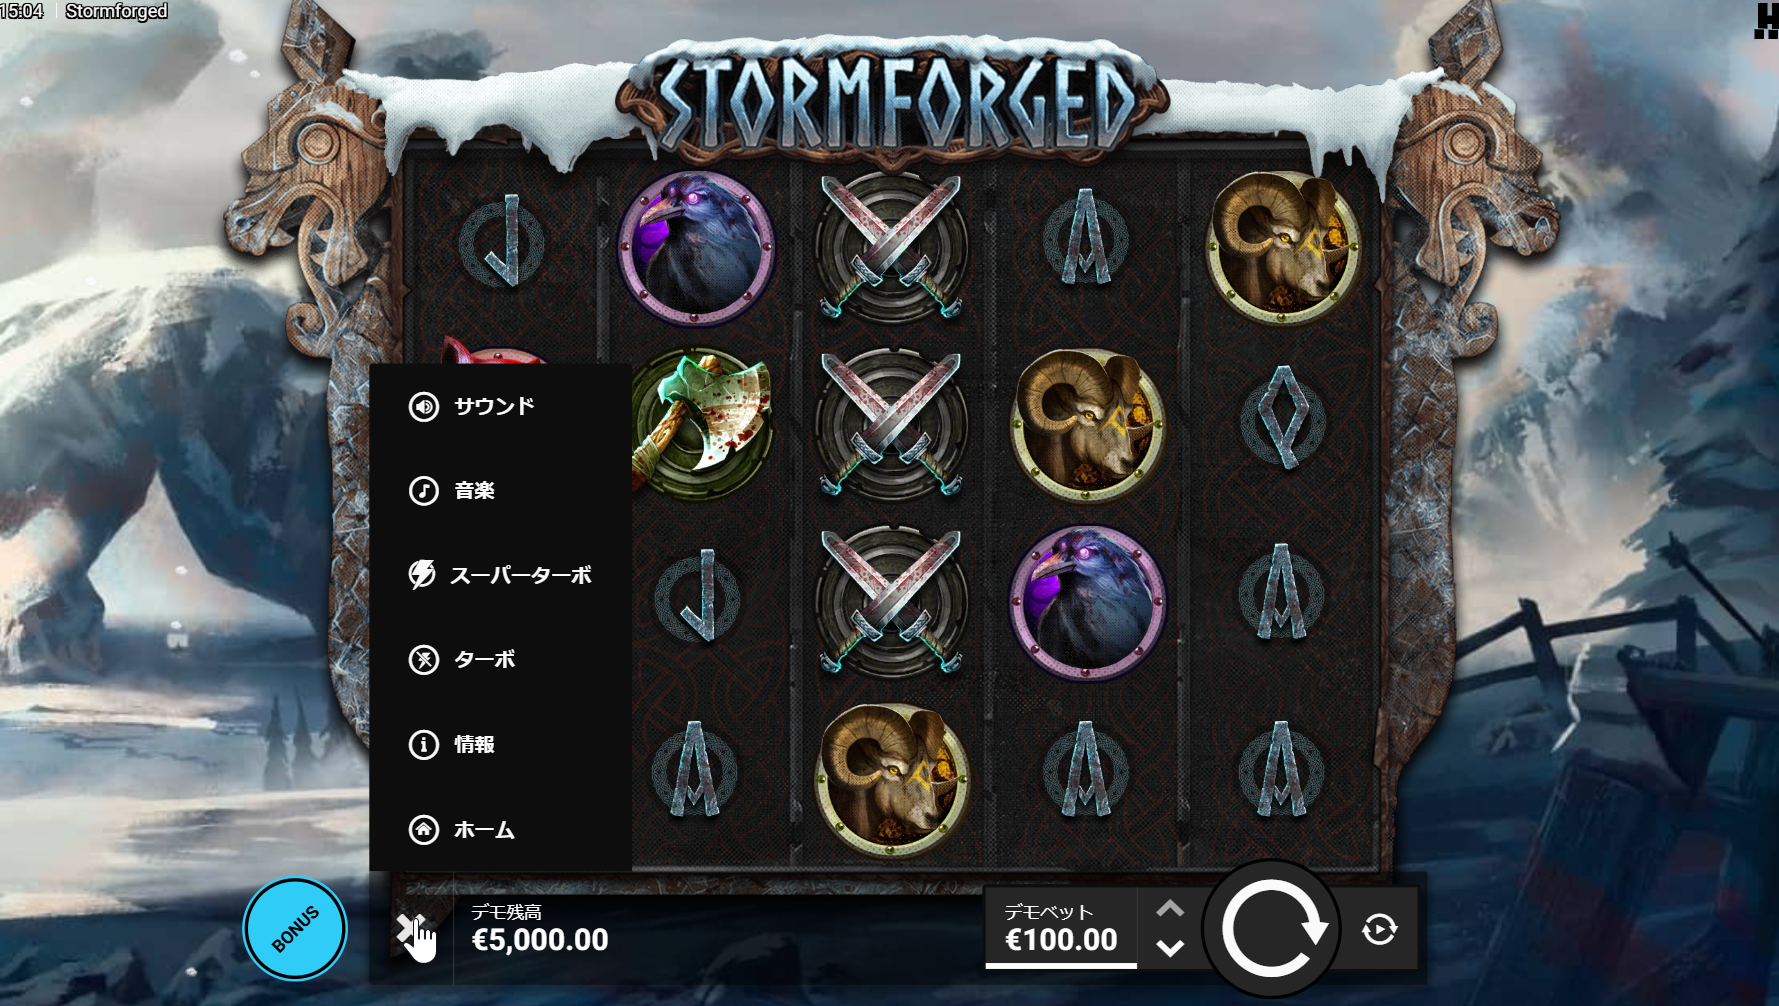 15:04 Stormforged
STORMFORGED
サウンド
音楽
スーパーターボ
ターボ
情報
ホーム
BONUS
デモ残高
€5,000.00
デモベット
€100.00